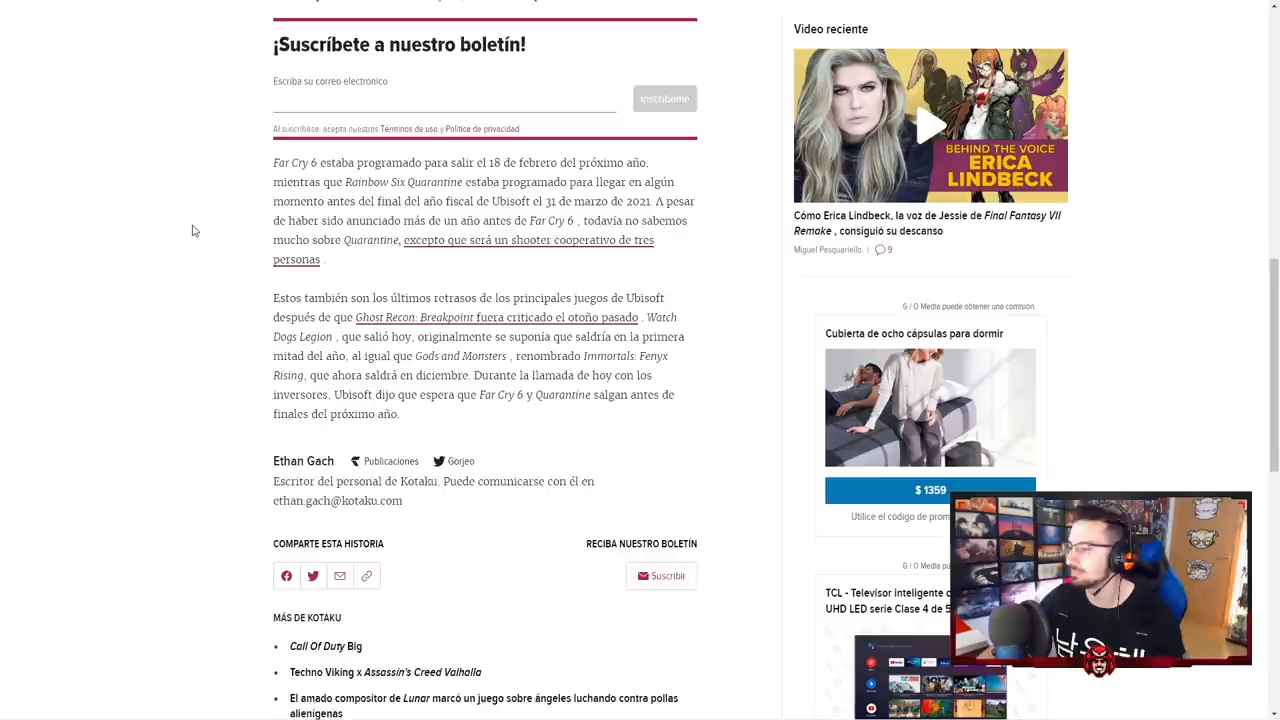 ¡Suscríbete a nuestro boletín!
Escriba su correo electrónico
Inscribeme
Al suscribàse, acepta nuestros Términos de uso y Política de privacidad
Far Cry 6 estaba programado para salir el 18 de febrero del próximo año,
mientras que Rainbow Six Quarantine estaba programado para llegar en algún
momento antes del final del año fiscal de Ubisoft el 31 de marzo de 2021. A pesar
de haber sido anunciado más de un año antes de Far Cry 6 , todavía no sabemos
mucho sobre Quarantine, excepto que será un shooter cooperativo de tres
personas .
Estos también son los últimos retrasos de los principales juegos de Ubisoft
después de que Ghost Recon: Breakpoint fuera criticado el otoño pasado . Watch
Dogs Legion , que salió hoy, originalmente se suponía que saldría en la primera
mitad del año, al igual que Gods and Monsters , renombrado Immortals: Fenyx
Rising, que ahora saldrá en diciembre. Durante la llamada de hoy con los
inversores, Ubisoft dijo que espera que Far Cry 6 y Quarantine salgan antes de
finales del próximo año.
Ethan Gach Publicaciones Gorjeo
Escritor del personal de Kotaku. Puede comunicarse con él en
ethan.gach@kotaku.com
COMPARTE ESTA HISTORIA
RECIBA NUESTRO BOLETÍN
Suscribir
MÁS DE KOTAKU
• Call Of Duty Big
• Techno Viking x Assassin's Creed Valhalla
• El amado compositor de Lunar marcó un juego sobre ángeles luchando contra pollas
alienígenas
Video reciente
BEHIND THE VOICE
ERICA
LINDBECK
Cómo Erica Lindbeck, la voz de Jessie de Final Fantasy VII
Remake , consiguió su descanso
Miguel Pasquariello | 9
G / O Media puede obtener una comisión
Cubierta de ocho cápsulas para dormir
$ 1359
Utilice el código de prom
G / O Media pu
TCL - Televisor inteligente
UHD LED serie Clase 4 de 5